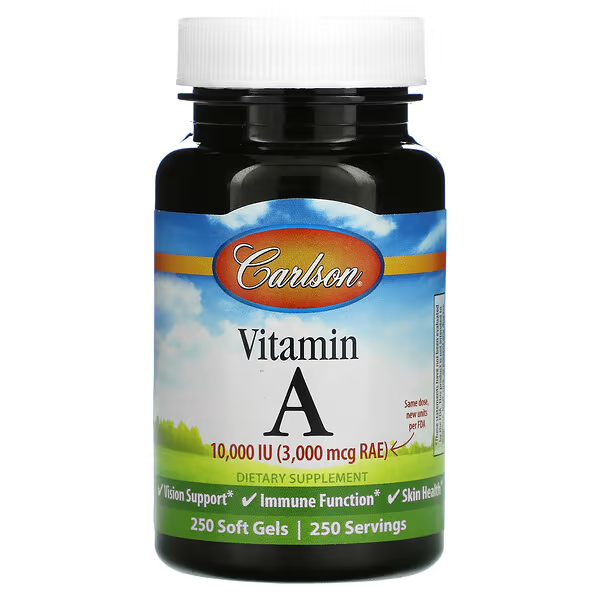 Carlson®
Vitamin
A
Same dose,
new units
per FDA
10,000 IU (3,000 mcg RAE)
DIETARY SUPPLEMENT
✓ Vision Support* ✓ Immune Function* ✓ Skin Health*
250 Soft Gels | 250 Servings